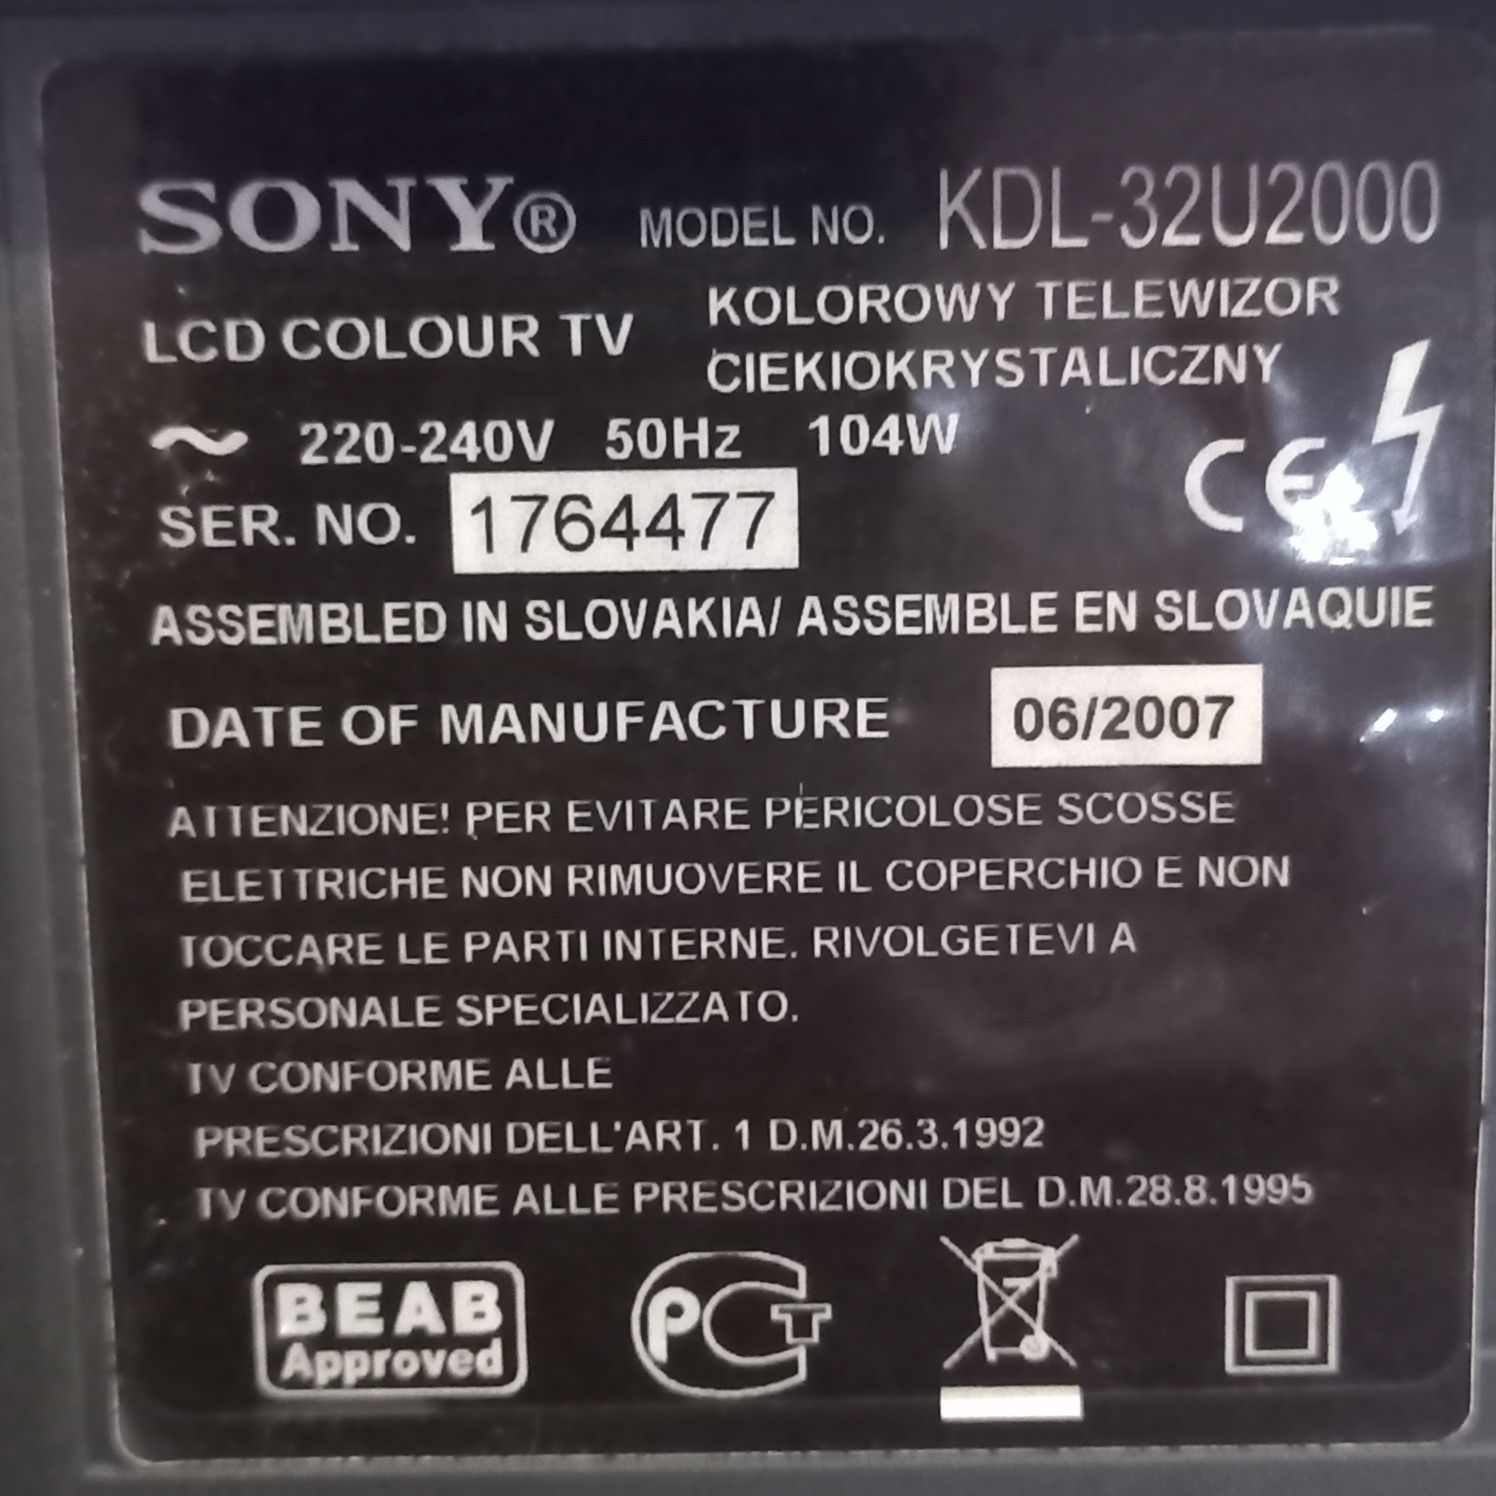 SONY® MODEL NO. KDL-32U2000
LCD COLOUR TV
KOLOROWY TELEWIZOR
CIEKIOKRYSTALICZNY
~ 220-240V 50Hz 104W
CE
SER. NO. 1764477
ASSEMBLED IN SLOVAKIA/ ASSEMBLE EN SLOVAQUIE
DATE OF MANUFACTURE 06/2007
ATTENZIONE! PER EVITARE PERICOLOSE SCOSSE
ELETTRICHE NON RIMUOVERE IL COPERCHIO E NON
TOCCARE LE PARTI INTERNE. RIVOLGETEVI A
PERSONALE SPECIALIZZATO.
TV CONFORME ALLE
PRESCRIZIONI DELL'ART. 1 D.M.26.3.1992
TV CONFORME ALLE PRESCRIZIONI DEL D.M.28.8.1995
BEAB
Approved
PCT